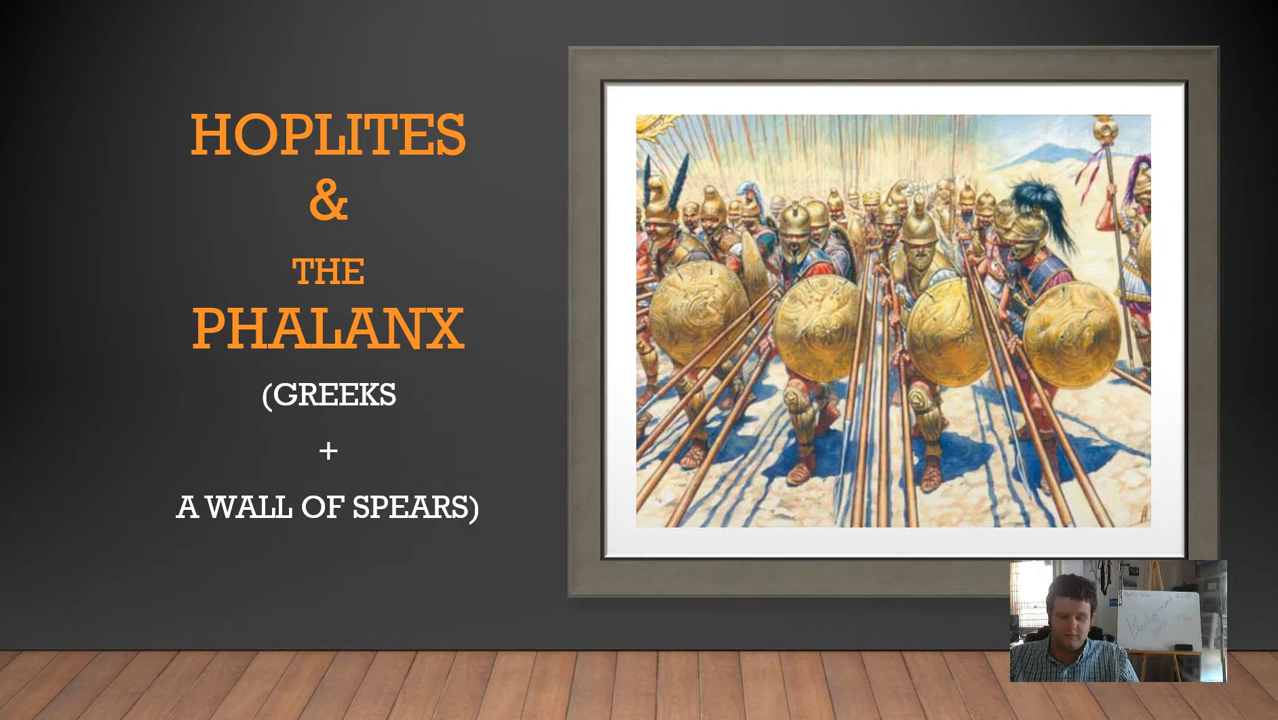 HOPLITES
&
THE
PHALANX
(GREEKS
+
A WALL OF SPEARS)